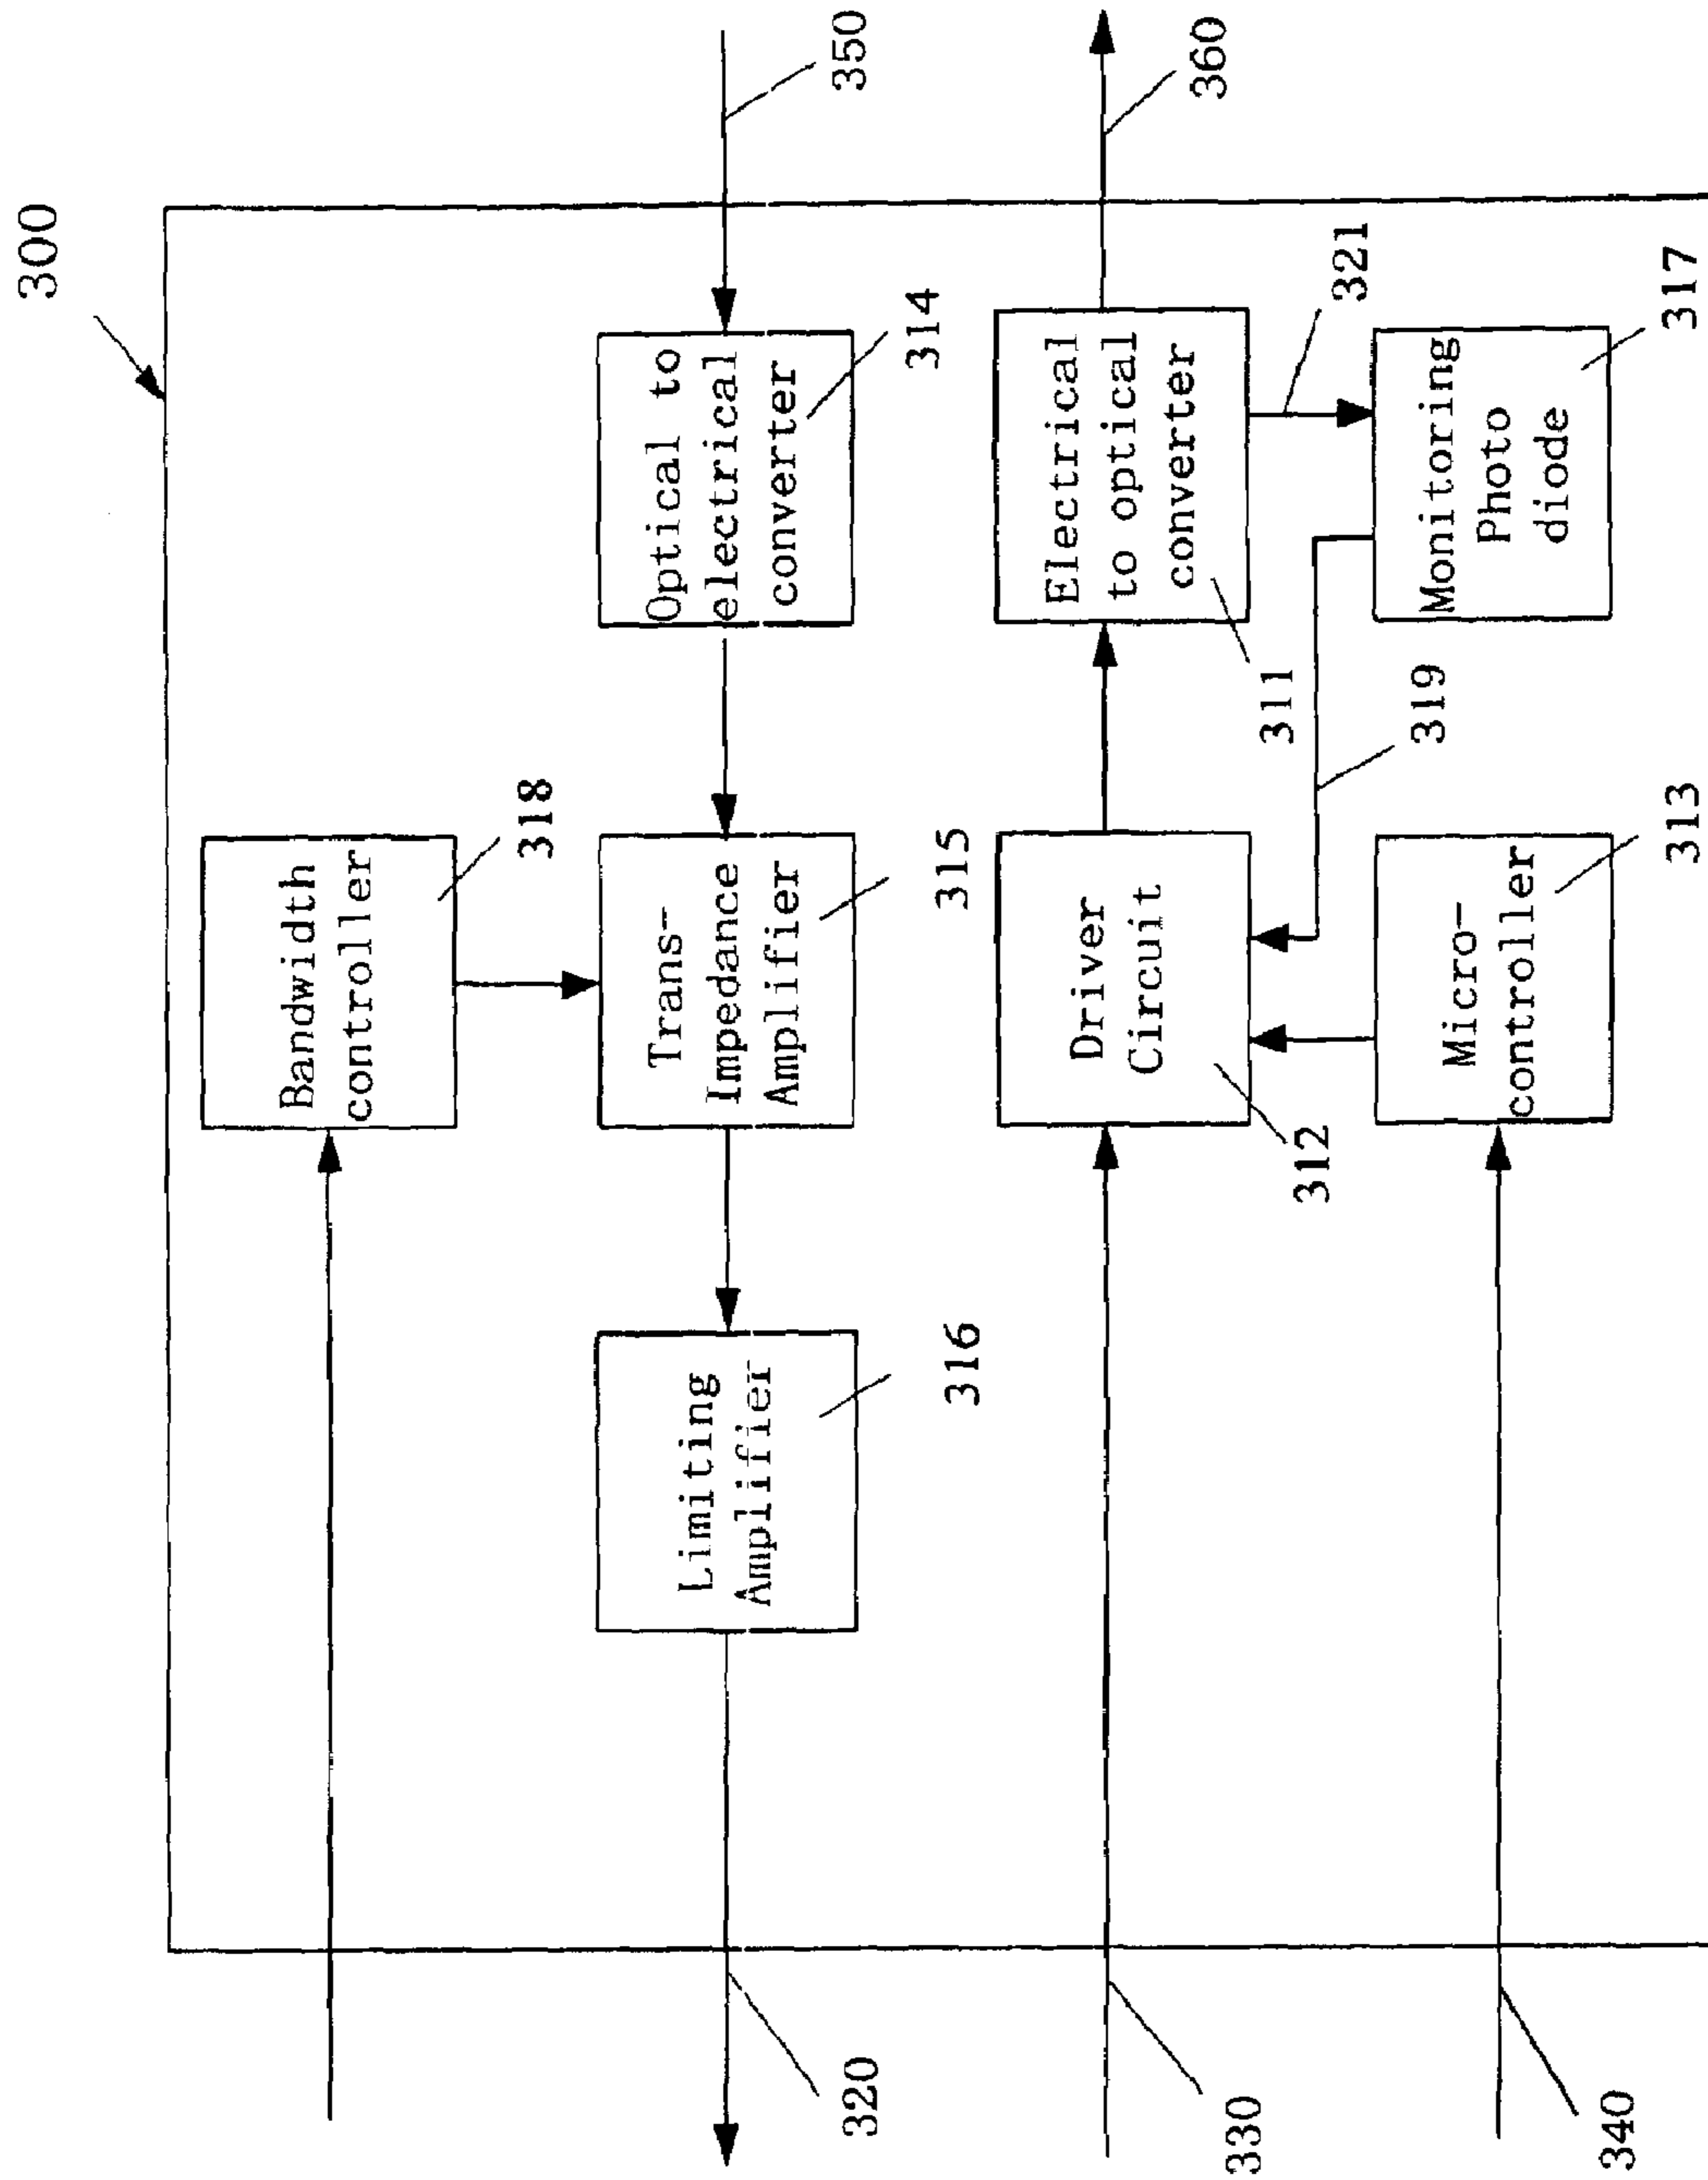 300
Bandwidth
controller
318
350
Optical to
electrical
converter
314
Trans-
Impedance
Amplifier
315
Limiting
Amplifier
316
320
360
Electrical
to optical
converter
311
321
Driver
Circuit
312
330
319
Monitoring
Photo
diode
317
Micro-
controller
313
340